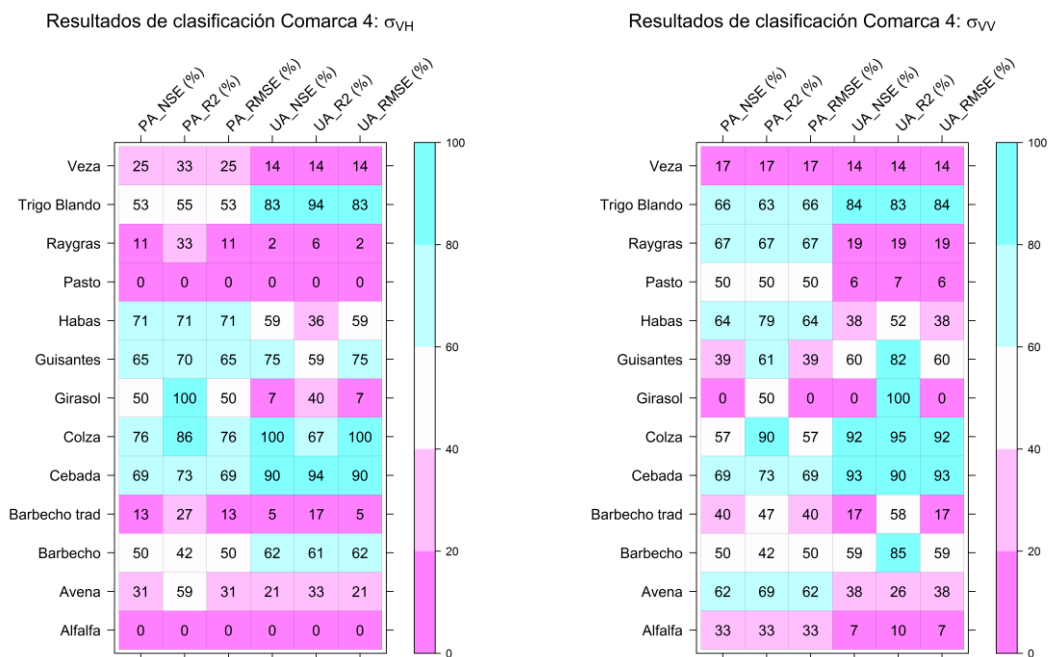 Resultados de clasificación Comarca 4: σVH
PA_NSE (%) PA_R2 (%) PA_RMSE (%) UA_NSE (%) UA_R2 (%) UA_RMSE (%)
Veza 25 33 25 14 14 14
Trigo Blando 53 55 53 83 94 83
Raygras 11 33 11 2 6 2
Pasto 0 0 0 0 0 0
Habas 71 71 71 59 36 59
Guisantes 65 70 65 75 59 75
Girasol 50 100 50 7 40 7
Colza 76 86 76 100 67 100
Cebada 69 73 69 90 94 90
Barbecho trad 13 27 13 5 17 5
Barbecho 50 42 50 62 61 62
Avena 31 59 31 21 33 21
Alfalfa 0 0 0 0 0 0
100
80
60
40
20
0
Resultados de clasificación Comarca 4: σVV
PA_NSE (%) PA_R2 (%) PA_RMSE (%) UA_NSE (%) UA_R2 (%) UA_RMSE (%)
Veza 17 17 17 14 14 14
Trigo Blando 66 63 66 84 83 84
Raygras 67 67 67 19 19 19
Pasto 50 50 50 6 7 6
Habas 64 79 64 38 52 38
Guisantes 39 61 39 60 82 60
Girasol 0 50 0 0 100 0
Colza 57 90 57 92 95 92
Cebada 69 73 69 93 90 93
Barbecho trad 40 47 40 17 58 17
Barbecho 50 42 50 59 85 59
Avena 62 69 62 38 26 38
Alfalfa 33 33 33 7 10 7
100
80
60
40
20
0